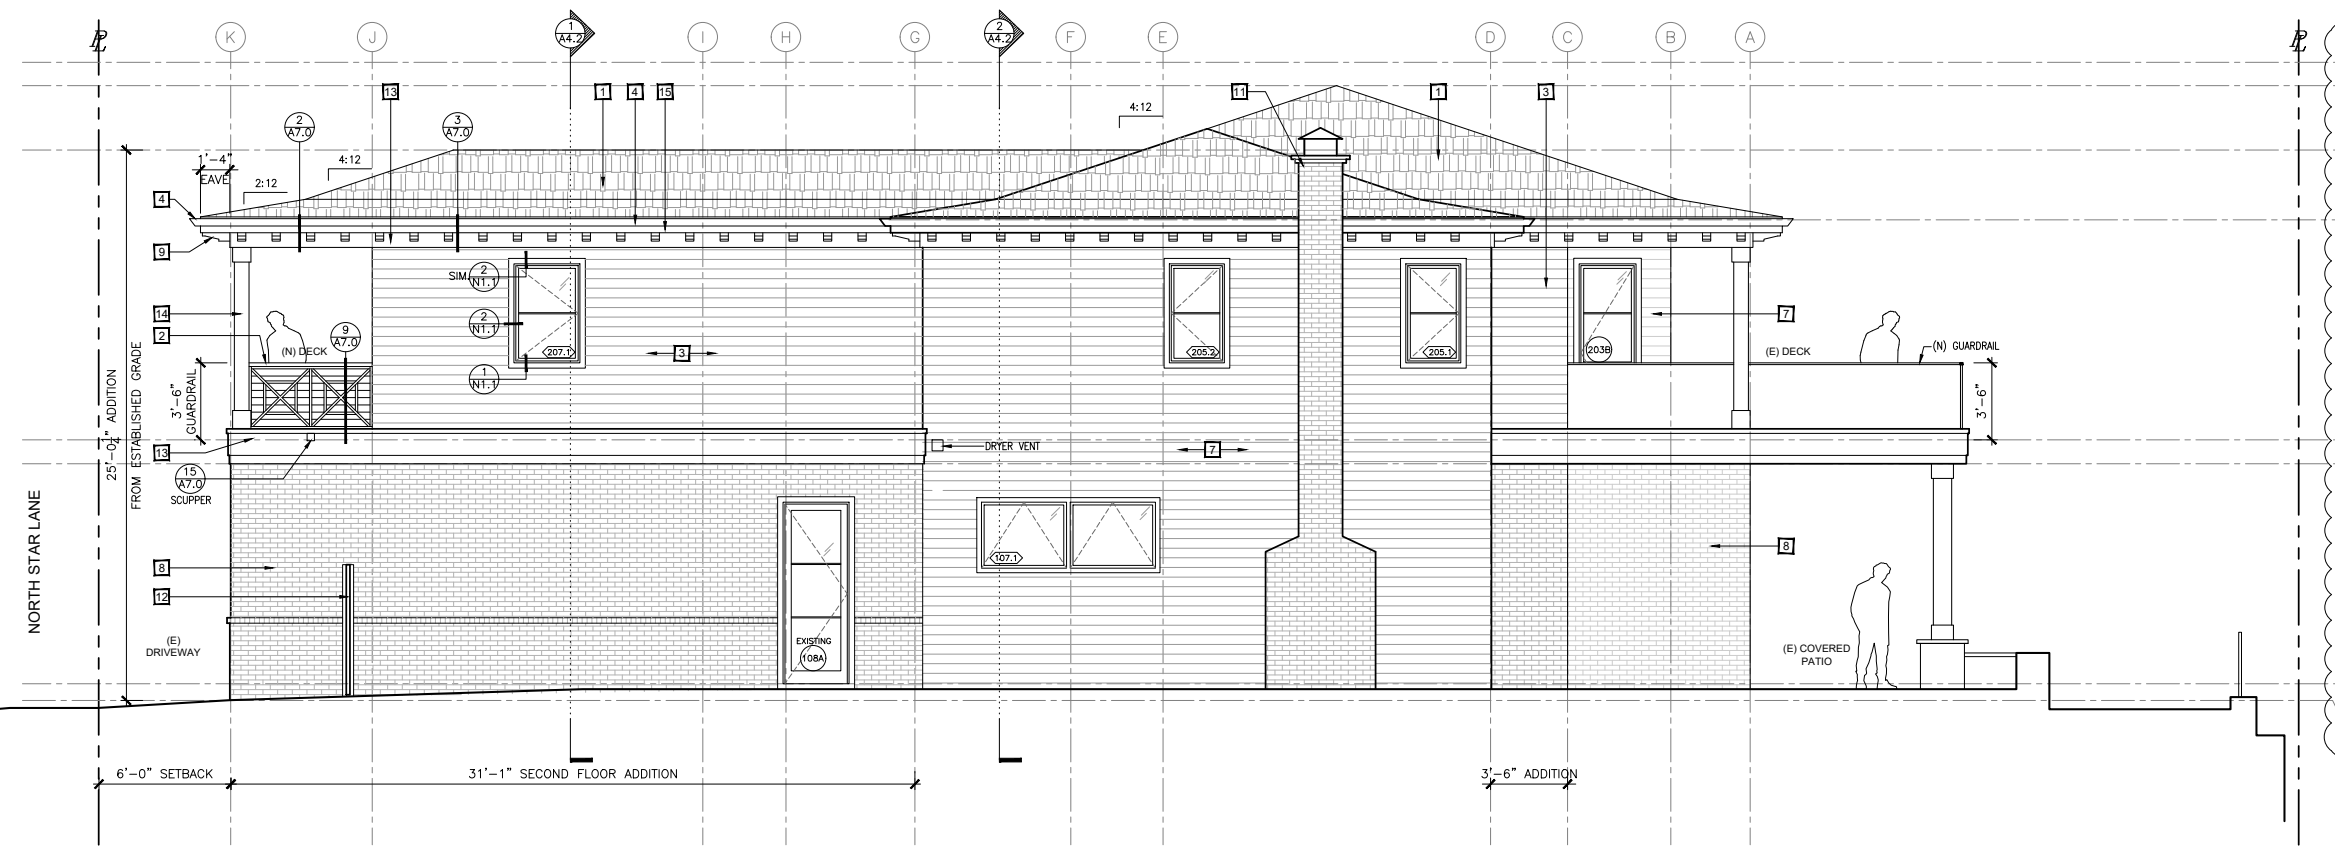 PL
K
J
1
A4.2
I
H
G
2
A4.2
F
E
D
C
B
A
PL
13
1
4
15
11
1
3
4:12
2
A7.0
3
A7.0
1'-4"
EAVE
4:12
2:12
4
9
SIM.
2
N1.1
14
2
N1.1
2
9
A7.0
(N) DECK
207.1
3
205.2
205.1
203B
7
(E) DECK
(N) GUARDRAIL
1
N1.1
3'-6"
GUARDRAIL
3'-6"
25'-0¼" ADDITION
FROM ESTABLISHED GRADE
13
DRYER VENT
7
15
A7.0
SCUPPER
NORTH STAR LANE
107.1
8
8
12
(E)
DRIVEWAY
EXISTING
108A
(E) COVERED
PATIO
6'-0" SETBACK
31'-1" SECOND FLOOR ADDITION
3'-6" ADDITION